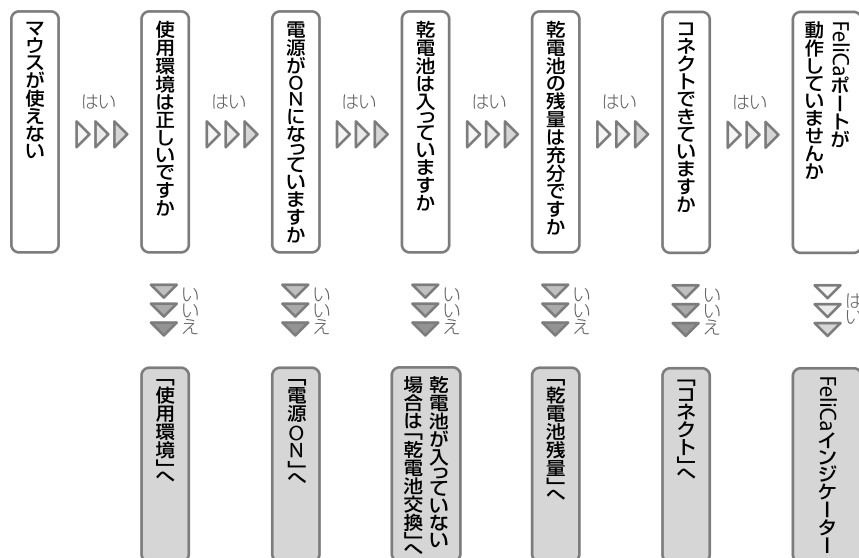 マウスが使えない
はい
使用環境は正しいですか
はい
電源がONになっていますか
はい
乾電池は入っていますか
はい
乾電池の残量は充分ですか
はい
コネクトできていますか
はい
FeliCaポートが
動作していませんか
いいえ
いいえ
いいえ
いいえ
いいえ
はい
「使用環境」へ
「電源ON」へ
乾電池が入っていない
場合は「乾電池交換」へ
「乾電池残量」へ
「コネクト」へ
FeliCaインジケーター